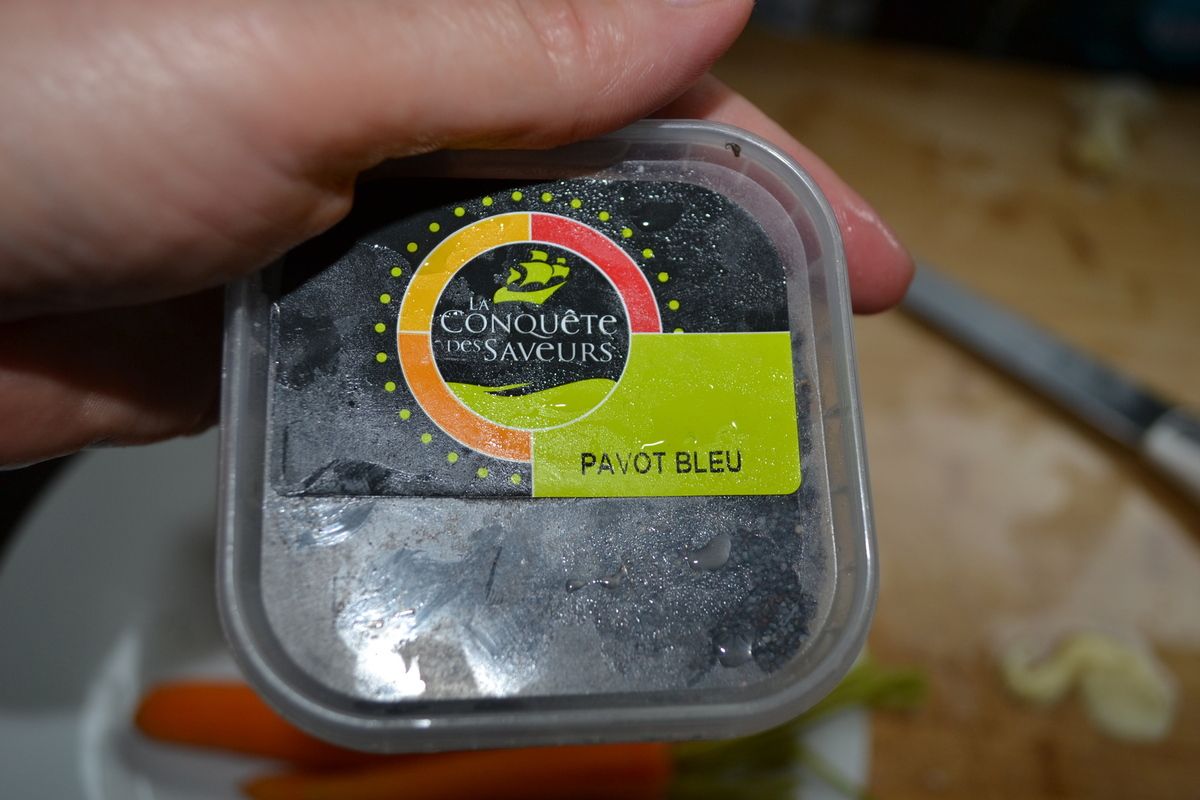 LA
CONQUÊTE
DES SAVEURS
PAVOT BLEU